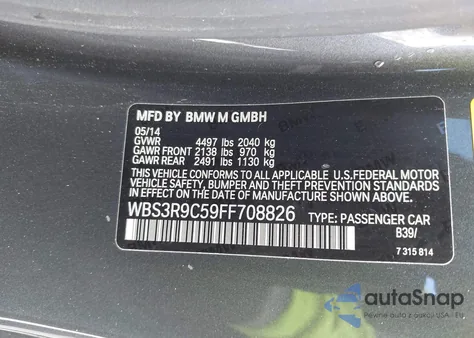 MFD BY BMW M GMBH
05/14
GVWR 4497 lbs 2040 kg
GAWR FRONT 2138 lbs 970 kg
GAWR REAR 2491 lbs 1130 kg
THIS VEHICLE CONFORMS TO ALL APPLICABLE U.S.FEDERAL MOTOR
VEHICLE SAFETY, BUMPER, AND THEFT PREVENTION STANDARDS
IN EFFECT ON THE DATE OF MANUFACTURE SHOWN ABOVE.
WBS3R9C59FF708826 TYPE: PASSENGER CAR
B39/
7 315 814
autoSnap